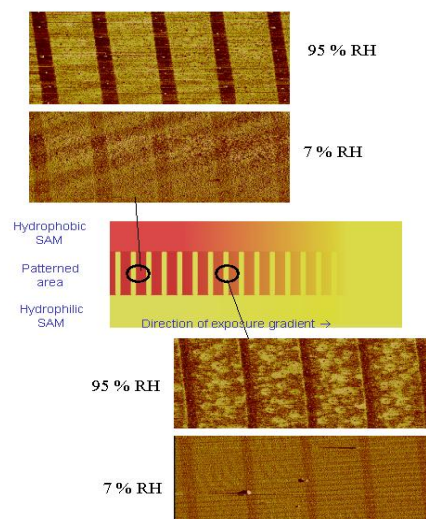 95 % RH
7 % RH
Hydrophobic
SAM
Patterned
area
Hydrophilic
SAM
Direction of exposure gradient →
95 % RH
7 % RH